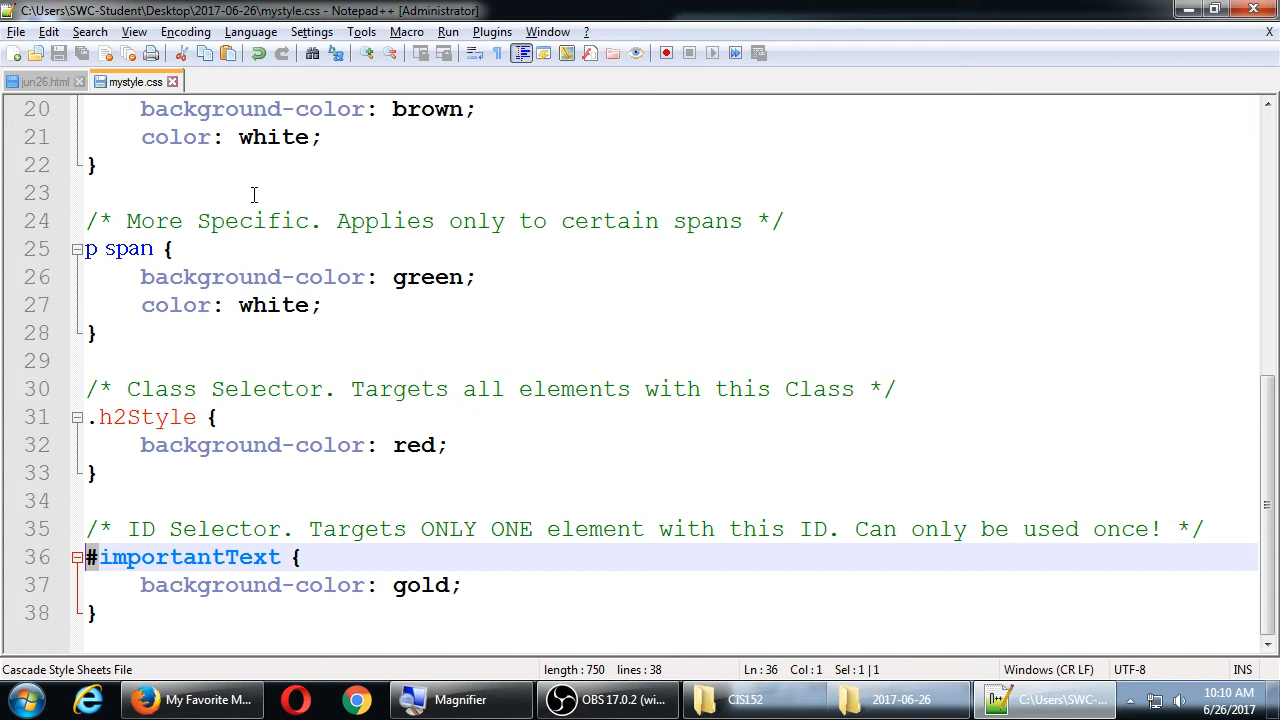 C:\Users\SWC-Student\Desktop\2017-06-26\mystyle.css - Notepad++ [Administrator]
File Edit Search View Encoding Language Settings Tools Macro Run Plugins Window ? X
jun26.html mystyle.css
20 background-color: brown;
21 color: white;
22 }
23
24 /* More Specific. Applies only to certain spans */
25 p span {
26 background-color: green;
27 color: white;
28 }
29
30 /* Class Selector. Targets all elements with this Class */
31 .h2Style {
32 background-color: red;
33 }
34
35 /* ID Selector. Targets ONLY ONE element with this ID. Can only be used once! */
36 #importantText {
37 background-color: gold;
38 }
Cascade Style Sheets File length : 750 lines : 38 Ln : 36 Col : 1 Sel : 1 | 1 Windows (CR LF) UTF-8 INS
My Favorite M... Magnifier OBS 17.0.2 (wi... CIS152 2017-06-26 C:\Users\SWC-... 10:10 AM
6/26/2017